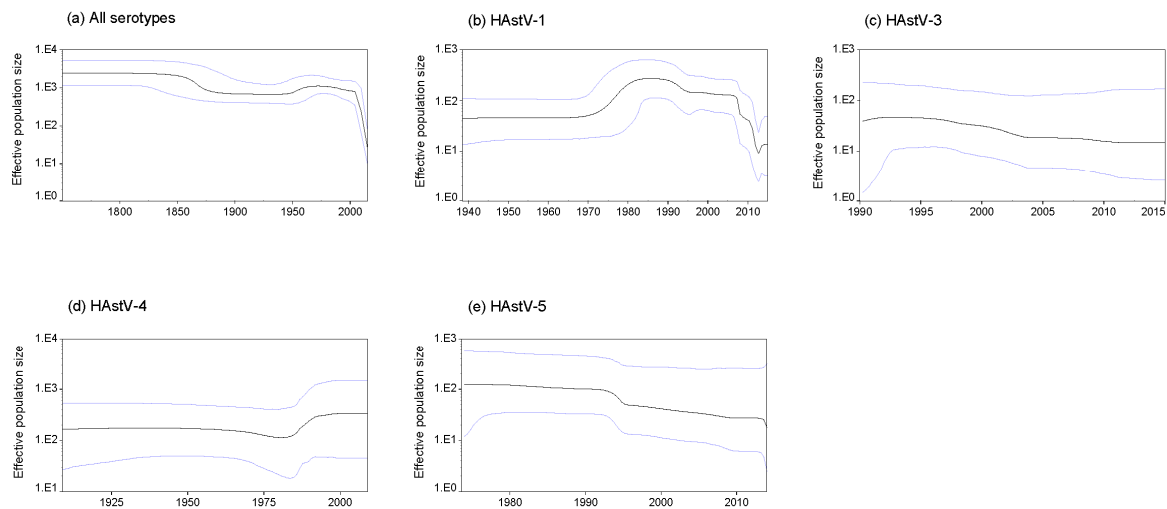 (a) All serotypes
(b) HAstV-1
(c) HAstV-3
Effective population size
1.E4
1.E3
1.E2
1.E1
1.E0
1800
1850
1900
1950
2000
Effective population size
1.E3
1.E2
1.E1
1.E0
1940
1950
1960
1970
1980
1990
2000
2010
Effective population size
1.E3
1.E2
1.E1
1.E0
1990
1995
2000
2005
2010
2015
(d) HAstV-4
(e) HAstV-5
Effective population size
1.E4
1.E3
1.E2
1.E1
1925
1950
1975
2000
Effective population size
1.E3
1.E2
1.E1
1.E0
1980
1990
2000
2010